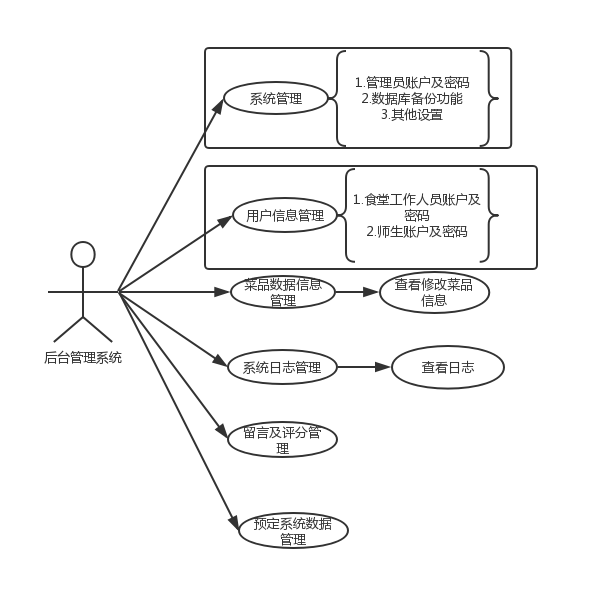 系统管理
1.管理员账户及密码
2.数据库备份功能
3.其他设置
用户信息管理
1.食堂工作人员账户及
密码
2.师生账户及密码
菜品数据信息
管理
查看修改菜品
信息
后台管理系统
系统日志管理
查看日志
留言及评分管
理
预定系统数据
管理